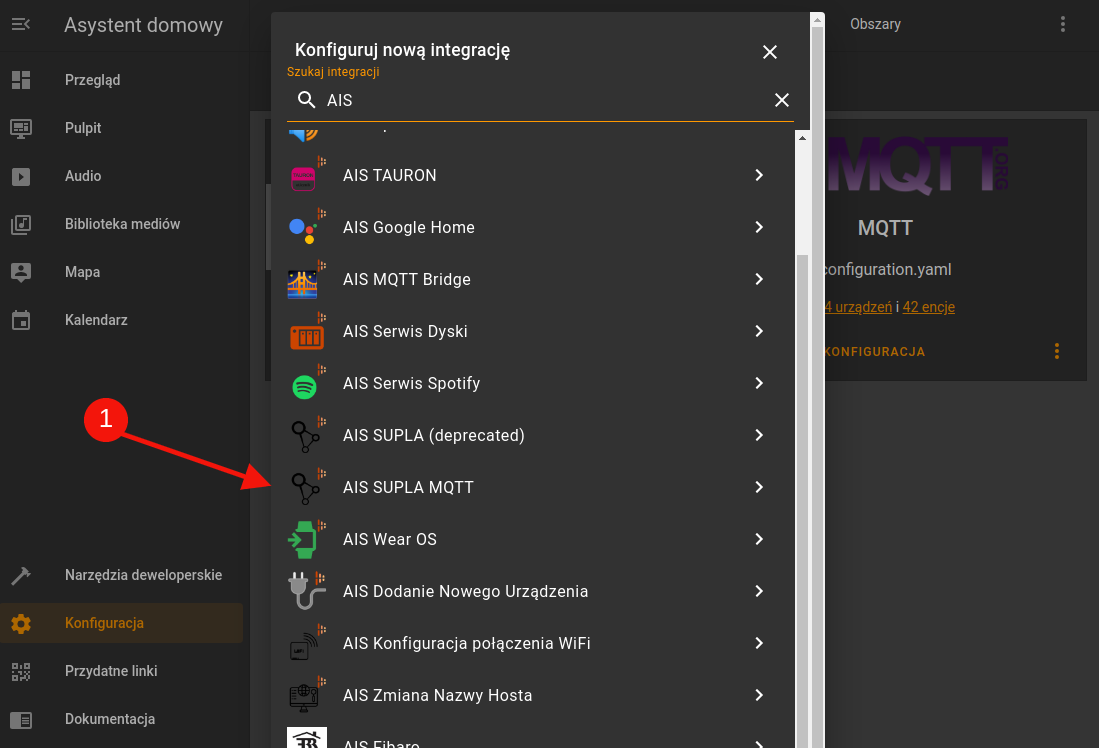 Asystent domowy
Przegląd
Pulpit
Audio
Biblioteka mediów
Mapa
Kalendarz
Narzędzia deweloperskie
Konfiguracja
Przydatne linki
Dokumentacja
1
Konfiguruj nową integrację
Szukaj integracji
AIS
AIS TAURON
AIS Google Home
AIS MQTT Bridge
AIS Serwis Dyski
AIS Serwis Spotify
AIS SUPLA (deprecated)
AIS SUPLA MQTT
AIS Wear OS
AIS Dodanie Nowego Urządzenia
AIS Konfiguracja połączenia WiFi
AIS Zmiana Nazwy Hosta
AIS Fibaro
Obszary
MQTT.ORG
MQTT
configuration.yaml
4 urządzeń i 42 encje
KONFIGURACJA